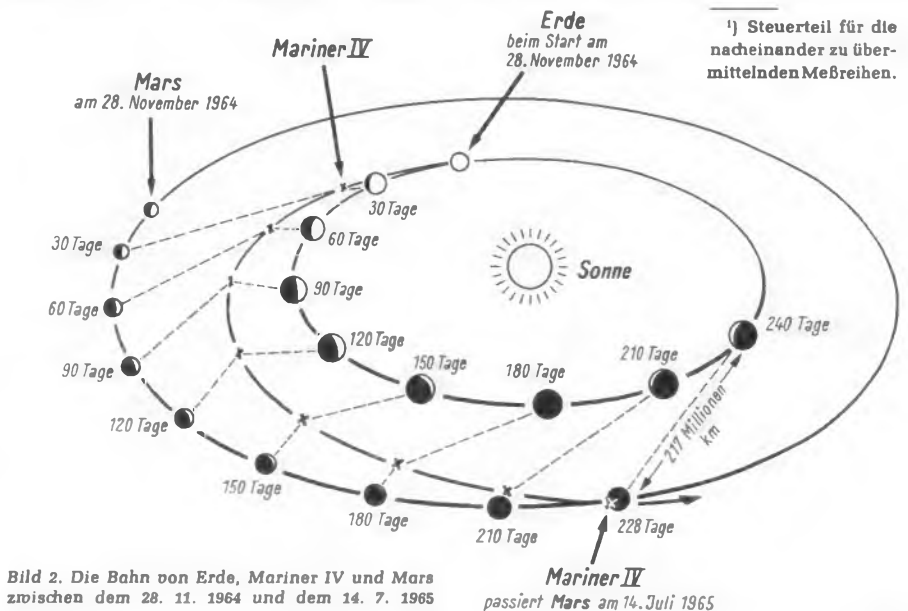 Erde
beim Start am
28. November 1964
Mariner IV
¹) Steuerteil für die
nacheinander zu über-
mittelnden Meßreihen.
Mars
am 28. November 1964
30 Tage
60 Tage
90 Tage
120 Tage
150 Tage
180 Tage
210 Tage
240 Tage
Sonne
217 Millionen
km
30 Tage
60 Tage
90 Tage
120 Tage
150 Tage
180 Tage
210 Tage
228 Tage
Mariner IV
passiert Mars am 14. Juli 1965
Bild 2. Die Bahn von Erde, Mariner IV und Mars
zwischen dem 28. 11. 1964 und dem 14. 7. 1965